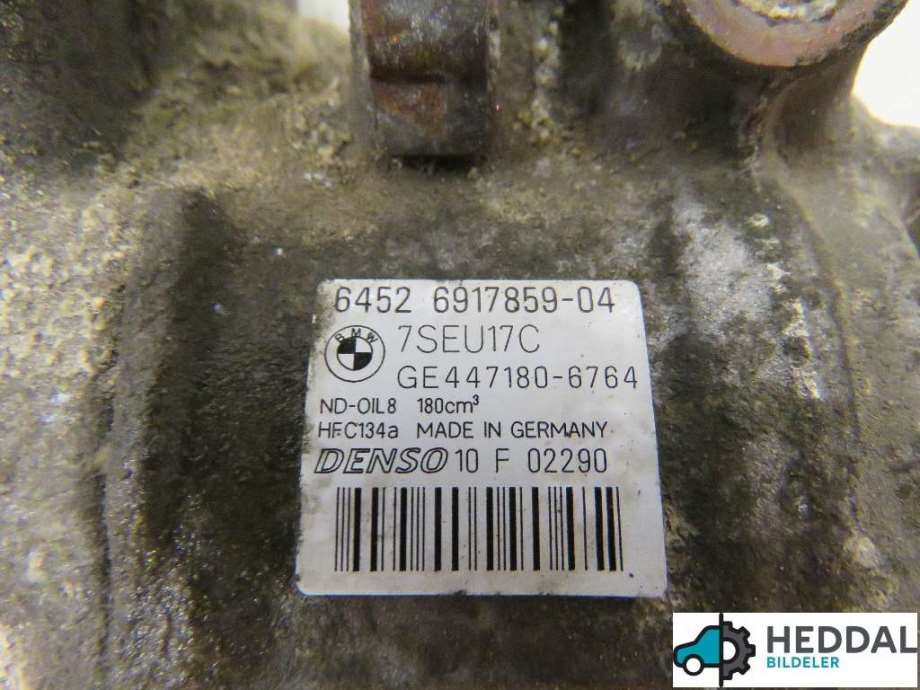 6452 6917859-04
BMW
7SEU17C
GE447180-6764
ND-OIL8 180cm³
HFC134a MADE IN GERMANY
DENSO 10 F 02290
HEDDAL
BILDELER